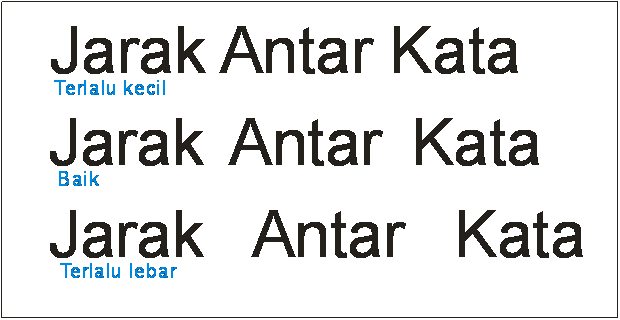 Jarak Antar Kata
Terlalu kecil
Jarak Antar Kata
Baik
Jarak Antar Kata
Terlalu lebar